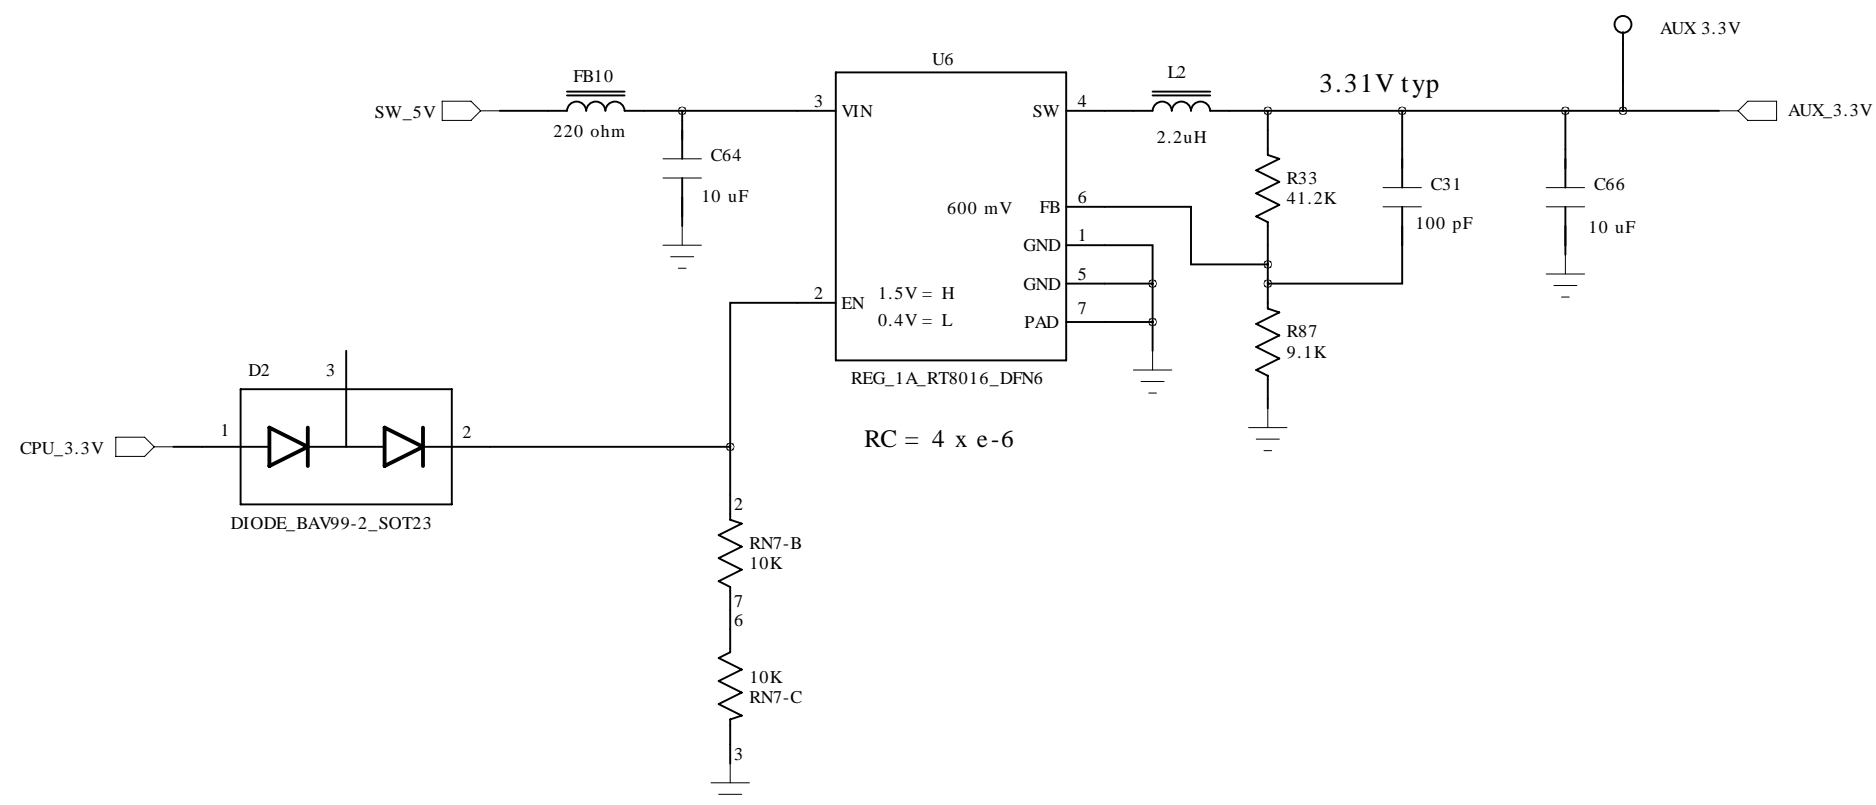 AUX 3.3V
U6
FB10
L2
3.31V typ
SW_5V
3
VIN
SW
4
AUX_3.3V
220 ohm
2.2uH
C64
10 uF
R33
41.2K
C31
100 pF
C66
10 uF
600 mV
FB
6
GND
1
GND
5
2
EN
1.5V = H
0.4V = L
PAD
7
R87
9.1K
D2
3
REG_1A_RT8016_DFN6
CPU_3.3V
1
2
RC = 4 x e-6
DIODE_BAV99-2_SOT23
2
RN7-B
10K
7
6
10K
RN7-C
3